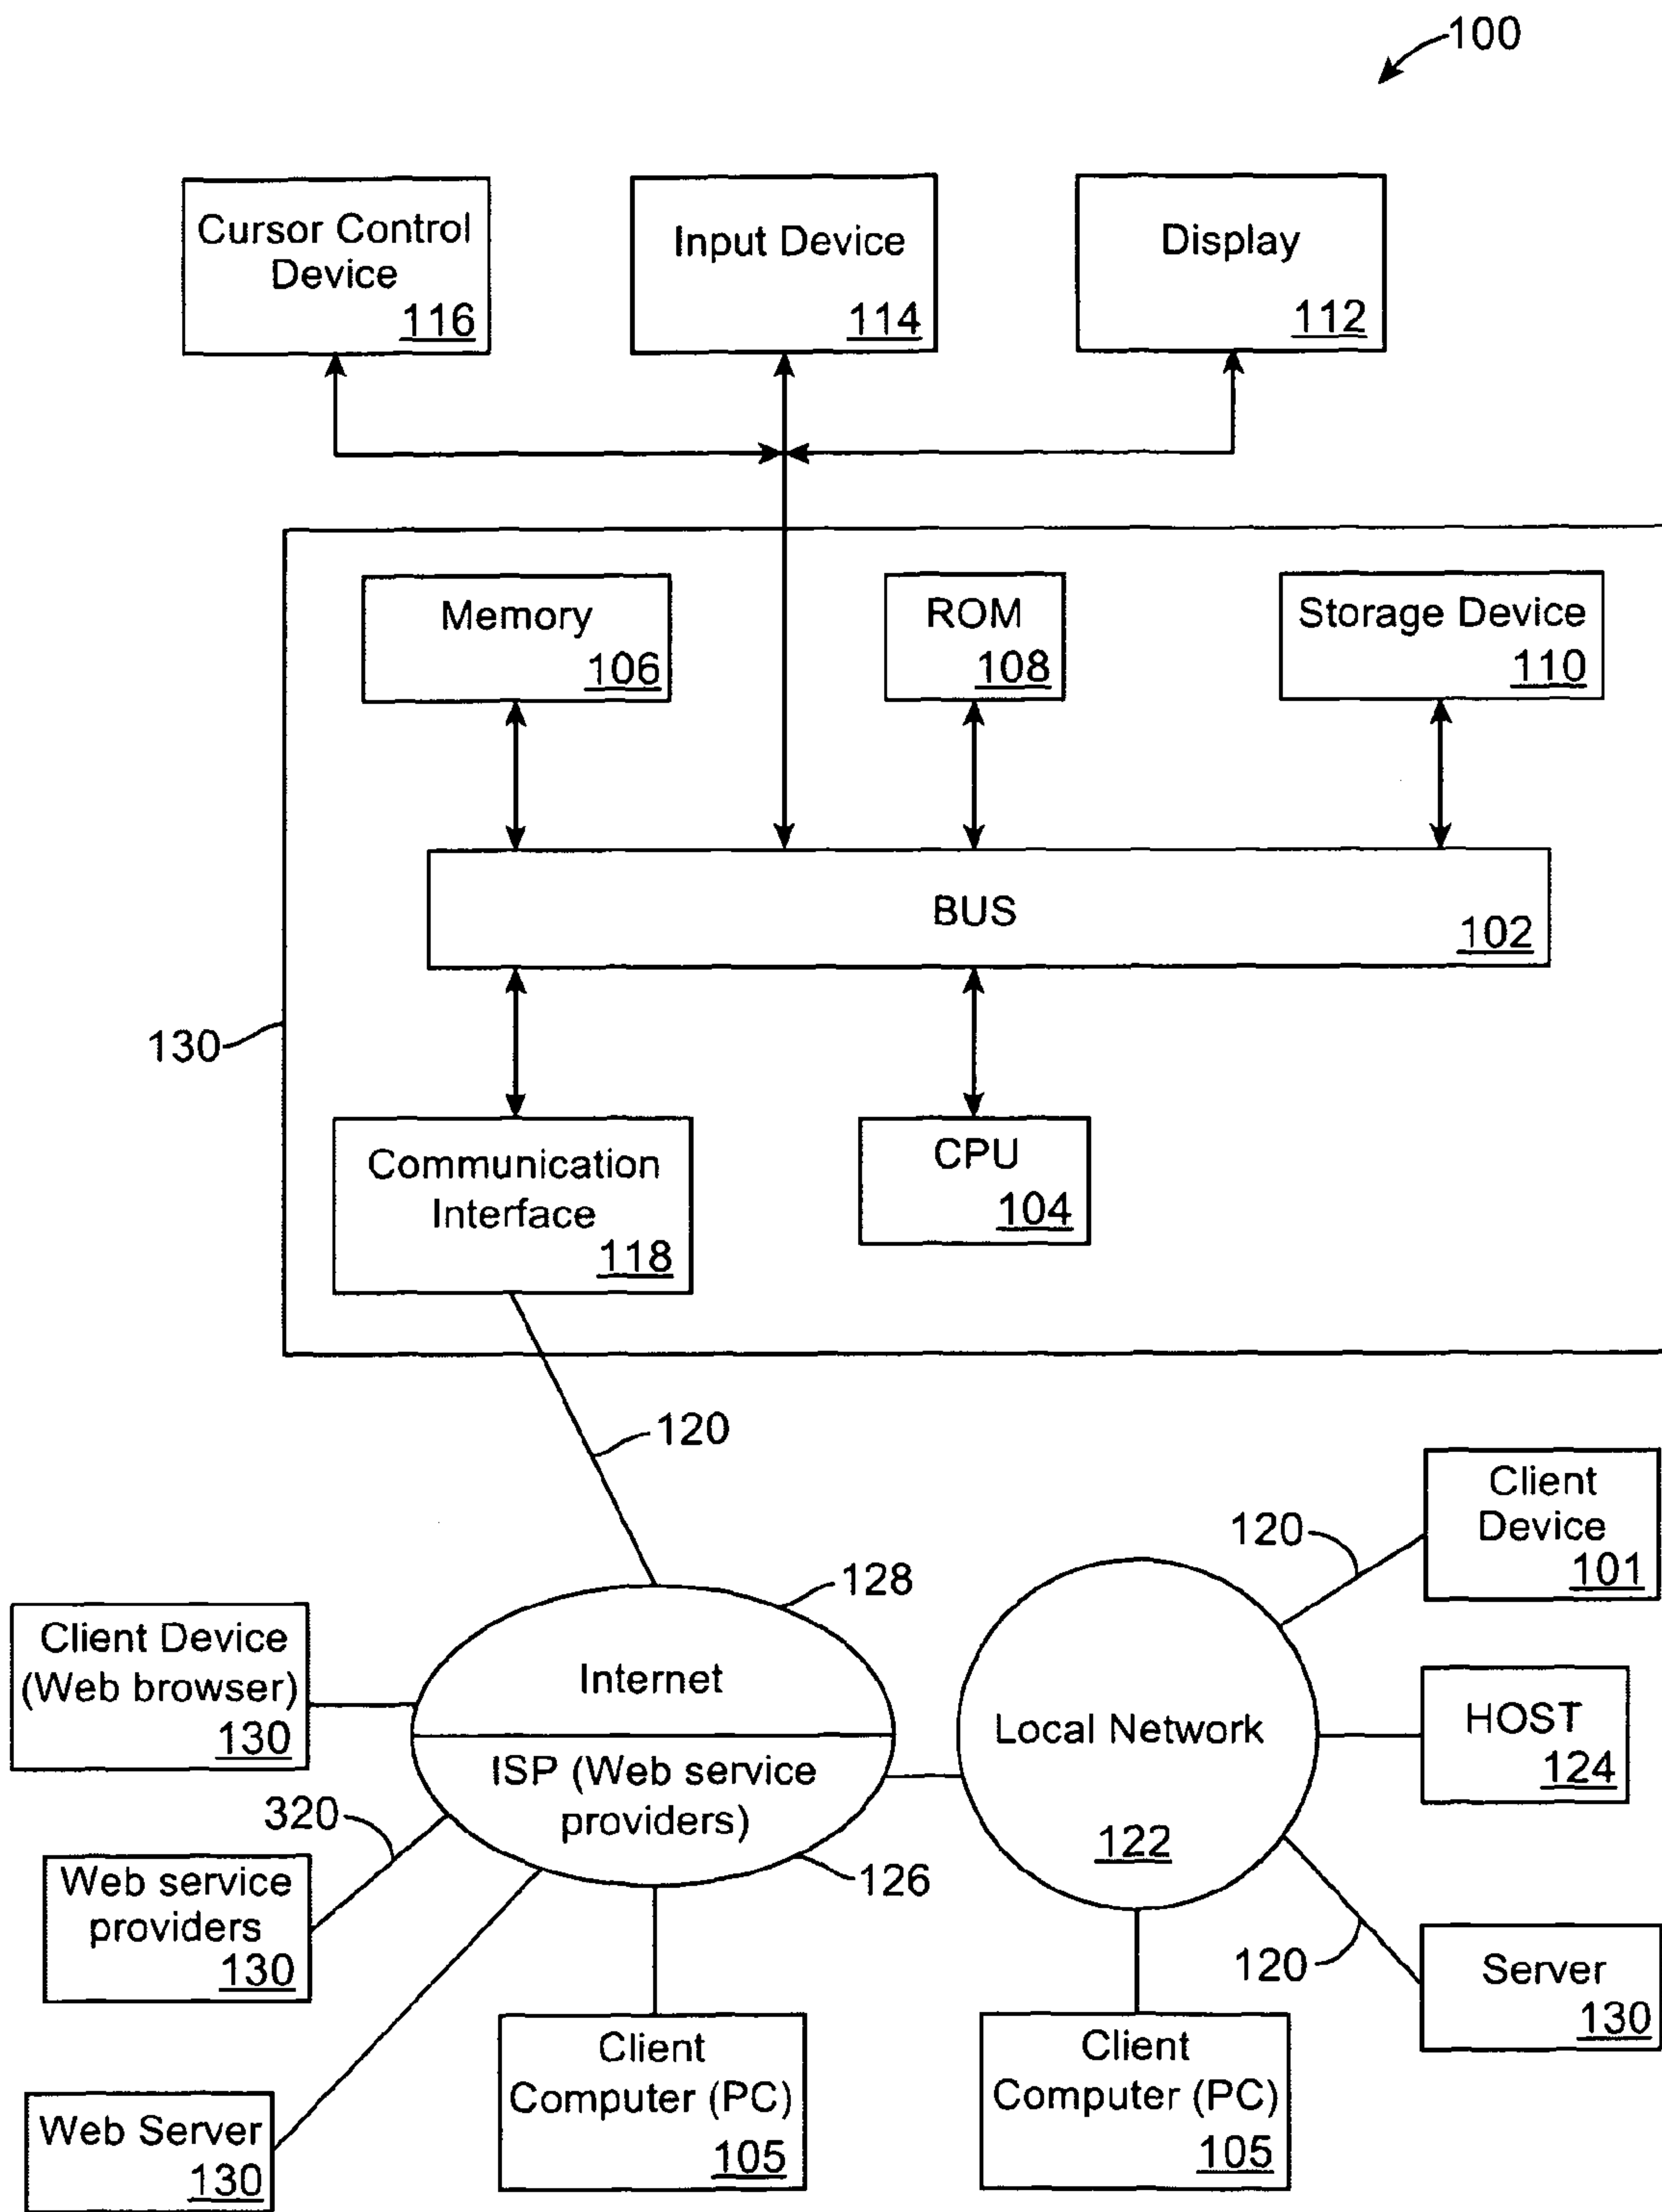 100
Cursor Control
Device
116
Input Device
114
Display
112
Memory
106
ROM
108
Storage Device
110
BUS
102
130
Communication
Interface
118
CPU
104
120
Client
Device
101
120
128
Client Device
(Web browser)
130
Internet
Local Network
122
HOST
124
ISP (Web service
providers)
320
126
Web service
providers
130
120
Server
130
Client
Computer (PC)
105
Client
Computer (PC)
105
Web Server
130